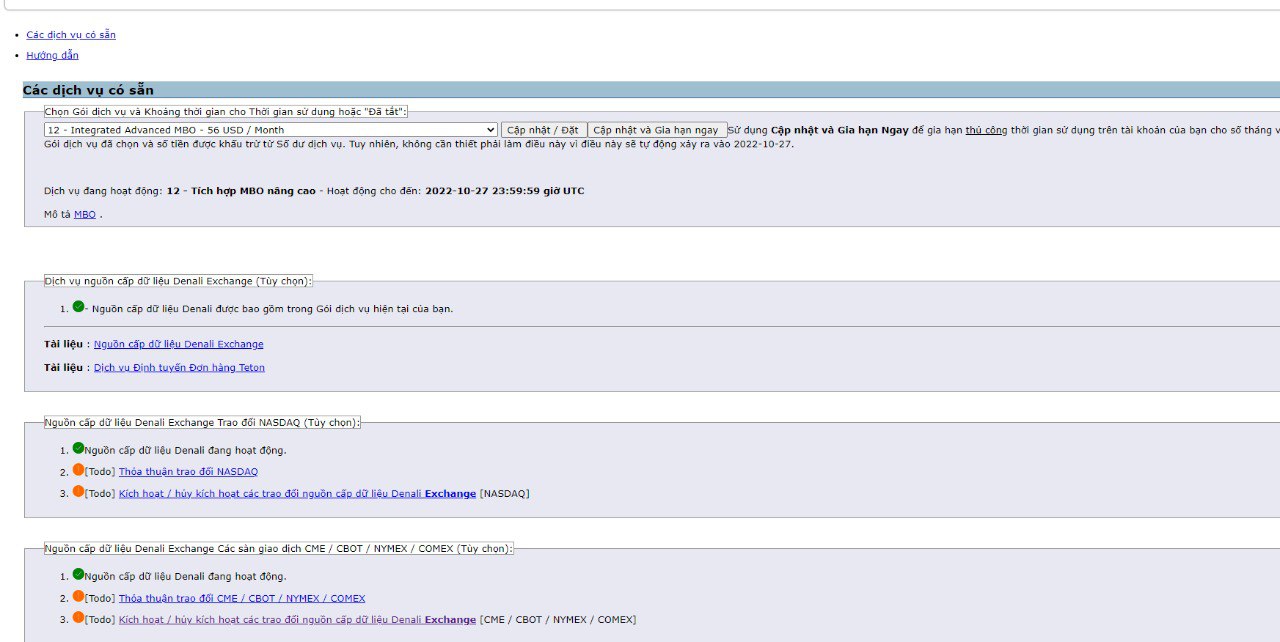 Các dịch vụ có sẵn
Hướng dẫn
Các dịch vụ có sẵn
Chọn Gói dịch vụ và Khoảng thời gian cho Thời gian sử dụng hoặc "Đã tắt":
12 - Integrated Advanced MBO - 56 USD / Month Cập nhật / Đặt Cập nhật và Gia hạn ngay Sử dụng Cập nhật và Gia hạn Ngay để gia hạn thủ công thời gian sử dụng trên tài khoản của bạn cho số tháng v
Gói dịch vụ đã chọn và số tiền được khấu trừ từ Số dư dịch vụ. Tuy nhiên, không cần thiết phải làm điều này vì điều này sẽ tự động xảy ra vào 2022-10-27.
Dịch vụ đang hoạt động: 12 - Tích hợp MBO nâng cao - Hoạt động cho đến: 2022-10-27 23:59:59 giờ UTC
Mô tả MBO .
Dịch vụ nguồn cấp dữ liệu Denali Exchange (Tùy chọn):
1. - Nguồn cấp dữ liệu Denali được bao gồm trong Gói dịch vụ hiện tại của bạn.
Tài liệu : Nguồn cấp dữ liệu Denali Exchange
Tài liệu : Dịch vụ Định tuyến Đơn hàng Teton
Nguồn cấp dữ liệu Denali Exchange Trao đổi NASDAQ (Tùy chọn):
1. Nguồn cấp dữ liệu Denali đang hoạt động.
2. [Todo] Thỏa thuận trao đổi NASDAQ
3. [Todo] Kích hoạt / hủy kích hoạt các trao đổi nguồn cấp dữ liệu Denali Exchange [NASDAQ]
Nguồn cấp dữ liệu Denali Exchange Các sàn giao dịch CME / CBOT / NYMEX / COMEX (Tùy chọn):
1. Nguồn cấp dữ liệu Denali đang hoạt động.
2. [Todo] Thỏa thuận trao đổi CME / CBOT / NYMEX / COMEX
3. [Todo] Kích hoạt / hủy kích hoạt các trao đổi nguồn cấp dữ liệu Denali Exchange [CME / CBOT / NYMEX / COMEX]